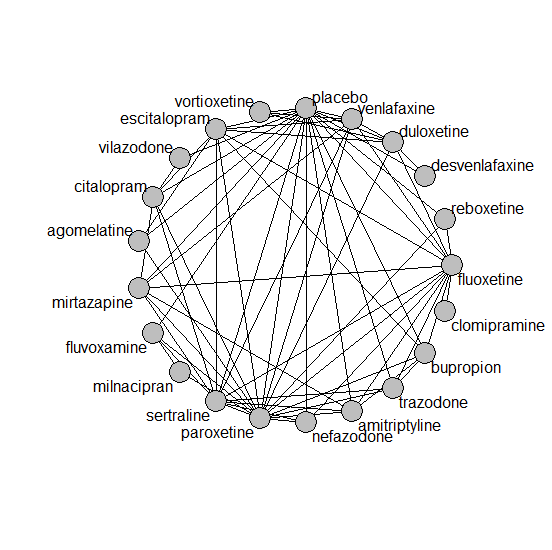 placebo
vortioxetine
venlafaxine
escitalopram
duloxetine
vilazodone
desvenlafaxine
citalopram
reboxetine
agomelatine
fluoxetine
mirtazapine
clomipramine
fluvoxamine
bupropion
milnacipran
trazodone
sertraline
amitriptyline
paroxetine
nefazodone